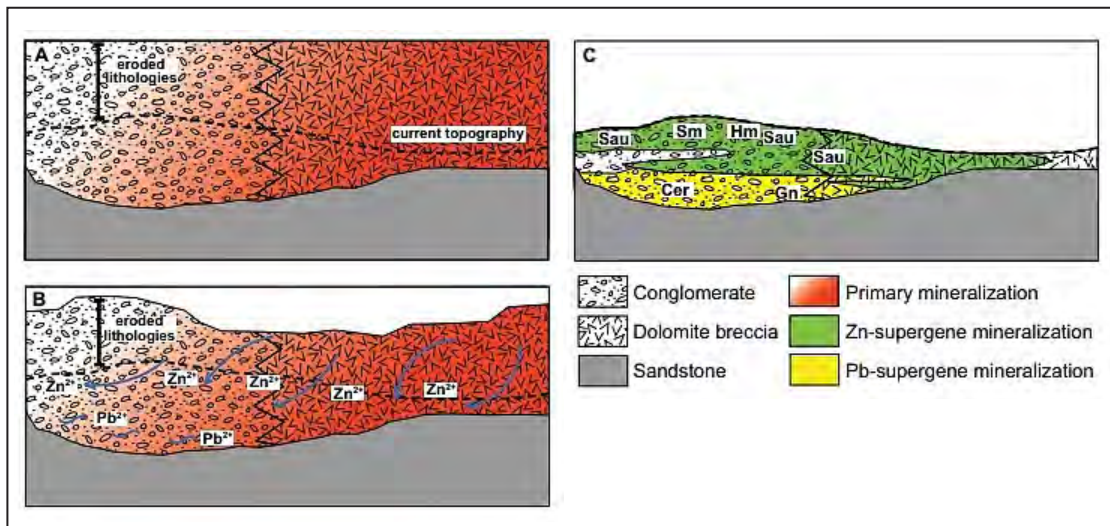 A
eroded
lithologies
current topography
B
eroded
lithologies
Zn²⁺
Zn²⁺
Zn²⁺
Zn²⁺
Zn²⁺
Pb²⁺
Pb²⁺
C
Sau
Sm
Hm
Sau
Sau
Cer
Gn
Conglomerate
Dolomite breccia
Sandstone
Primary mineralization
Zn-supergene mineralization
Pb-supergene mineralization